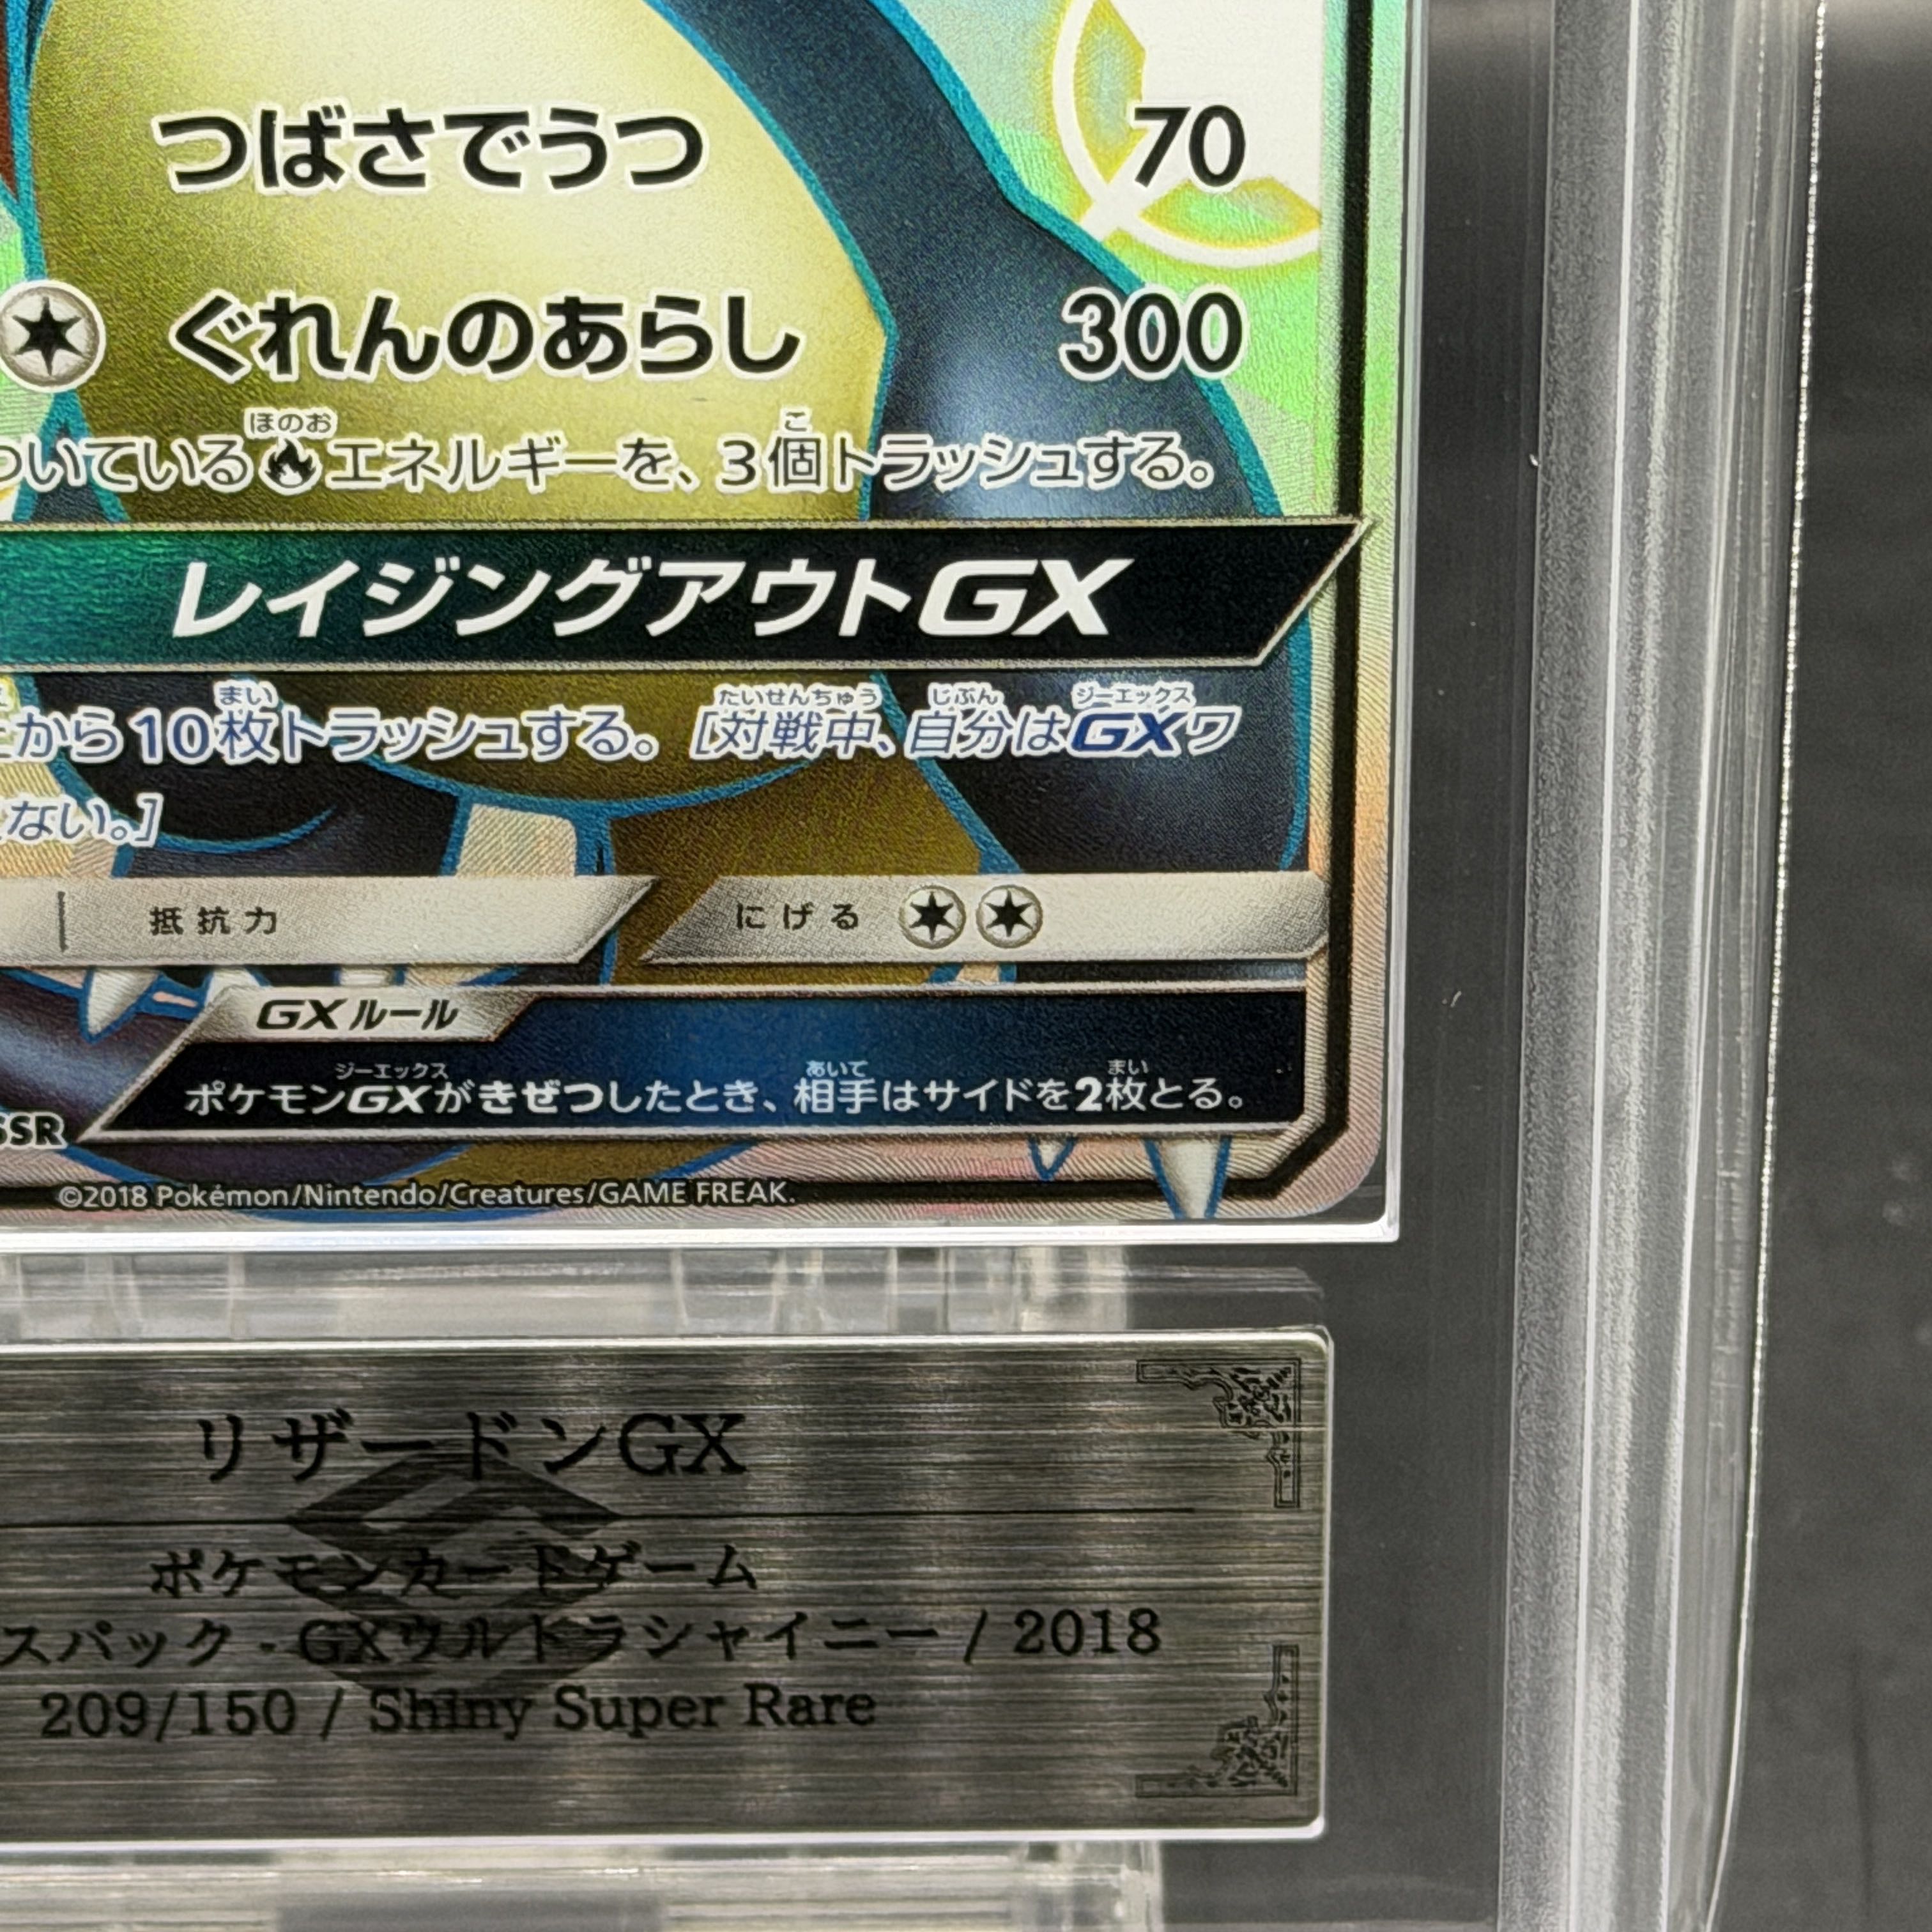 つばさでうつ 70
ぐれんのあらし 300
ほのお こ
ついているエネルギーを、3個トラッシュする。
レイジングアウトGX
まい たいせんちゅう じぶん ジーエックス
から10枚トラッシュする。[対戦中、自分はGXワ
ない。]
抵抗力 にげる
GXルール
ジーエックス あいて まい
ポケモンGXがきぜつしたとき、相手はサイドを2枚とる。
SSR
©2018 Pokémon/Nintendo/Creatures/GAME FREAK.
リザードンGX
ポケモンカードゲーム
スパック - GXウルトラシャイニー / 2018
209/150 / Shiny Super Rare